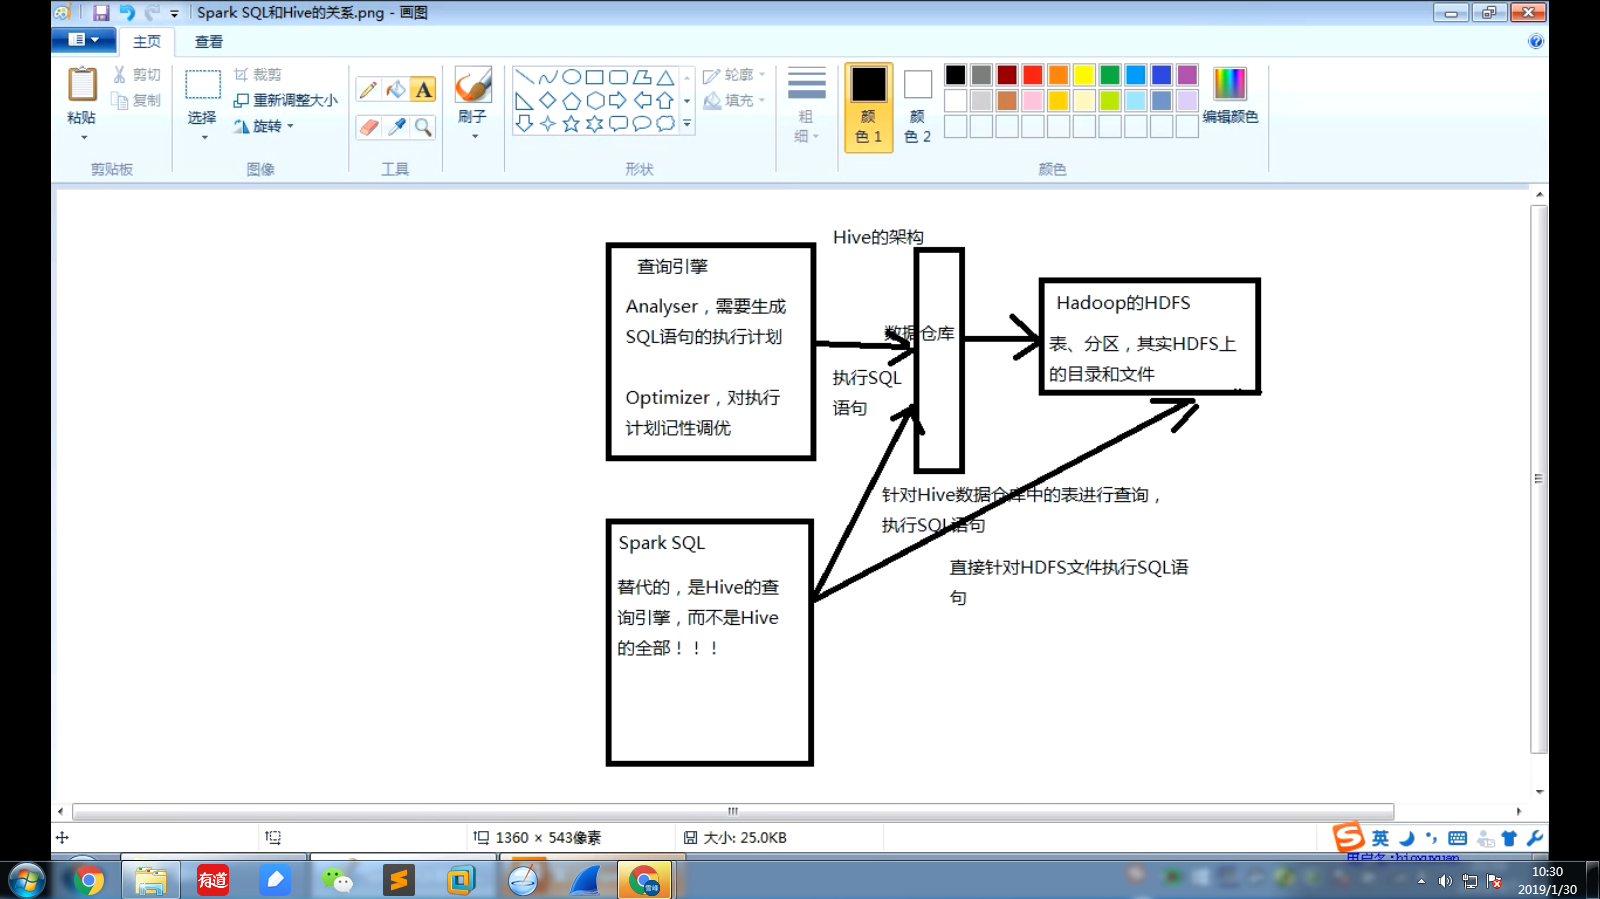 Spark SQL和Hive的关系.png - 画图
主页
查看
粘贴
剪切
复制
剪贴板
选择
裁剪
重新调整大小
旋转
图像
A
工具
刷子
形状
轮廓
填充
粗
细
颜
色 1
颜
色 2
编辑颜色
颜色
Hive的架构
查询引擎
Analyser，需要生成
SQL语句的执行计划
Optimizer，对执行
计划记性调优
数据仓库
执行SQL
语句
Hadoop的HDFS
表、分区，其实HDFS上
的目录和文件
针对Hive数据仓库中的表进行查询，
执行SQL语句
直接针对HDFS文件执行SQL语
句
Spark SQL
替代的，是Hive的查
询引擎，而不是Hive
的全部！！！
1360 × 543像素
大小: 25.0KB
英
有道
10:30
2019/1/30